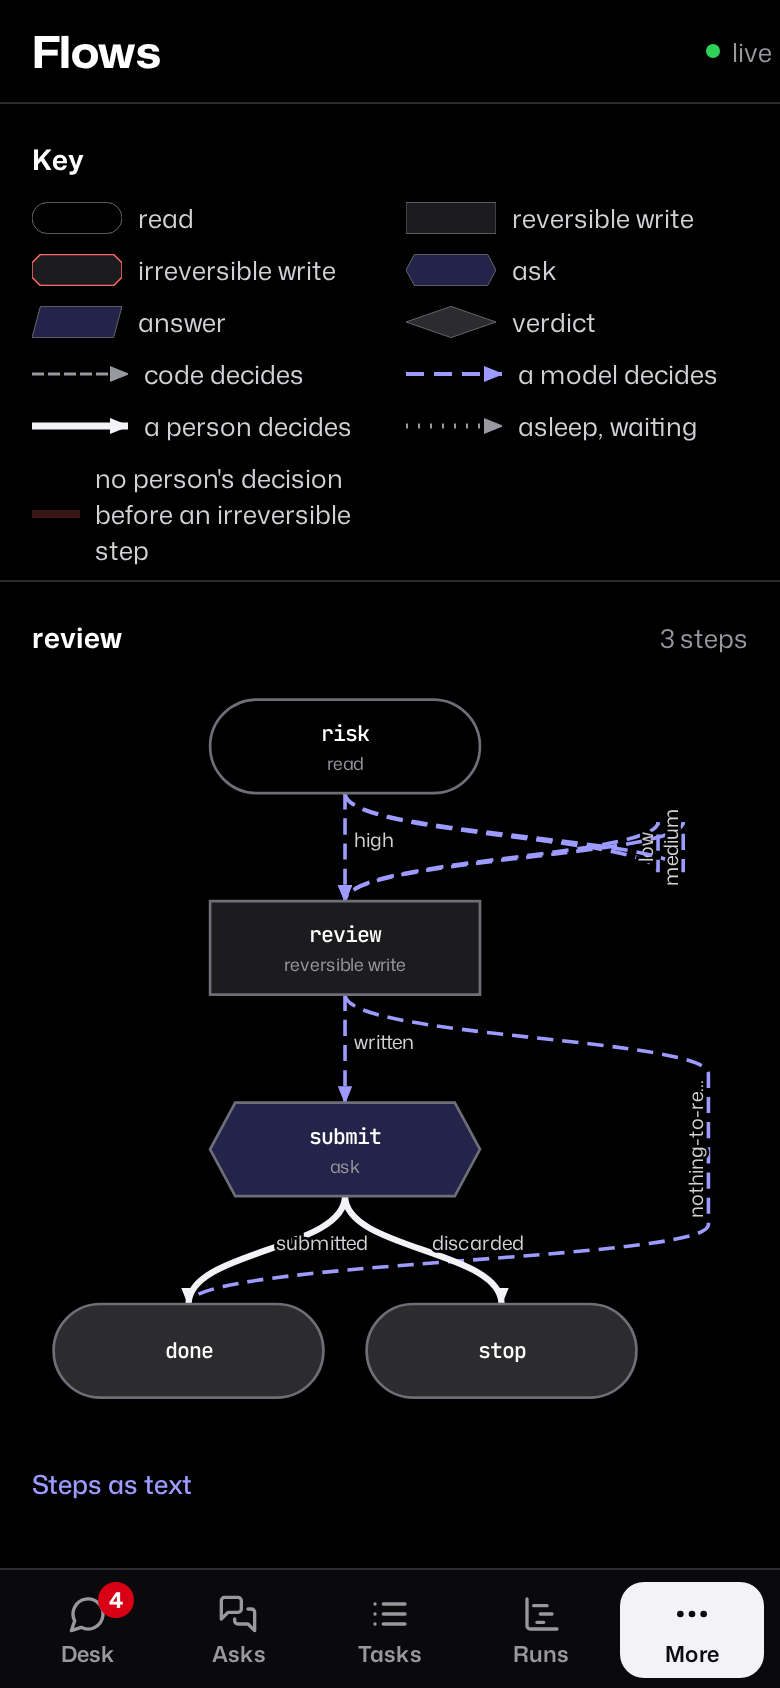 Flows
live
Key
read
reversible write
irreversible write
ask
answer
verdict
code decides
a model decides
a person decides
asleep, waiting
no person's decision
before an irreversible
step
review
3 steps
risk
read
high
low
medium
review
reversible write
written
nothing-to-re...
submit
ask
submitted
discarded
done
stop
Steps as text
4
Desk
Asks
Tasks
Runs
More